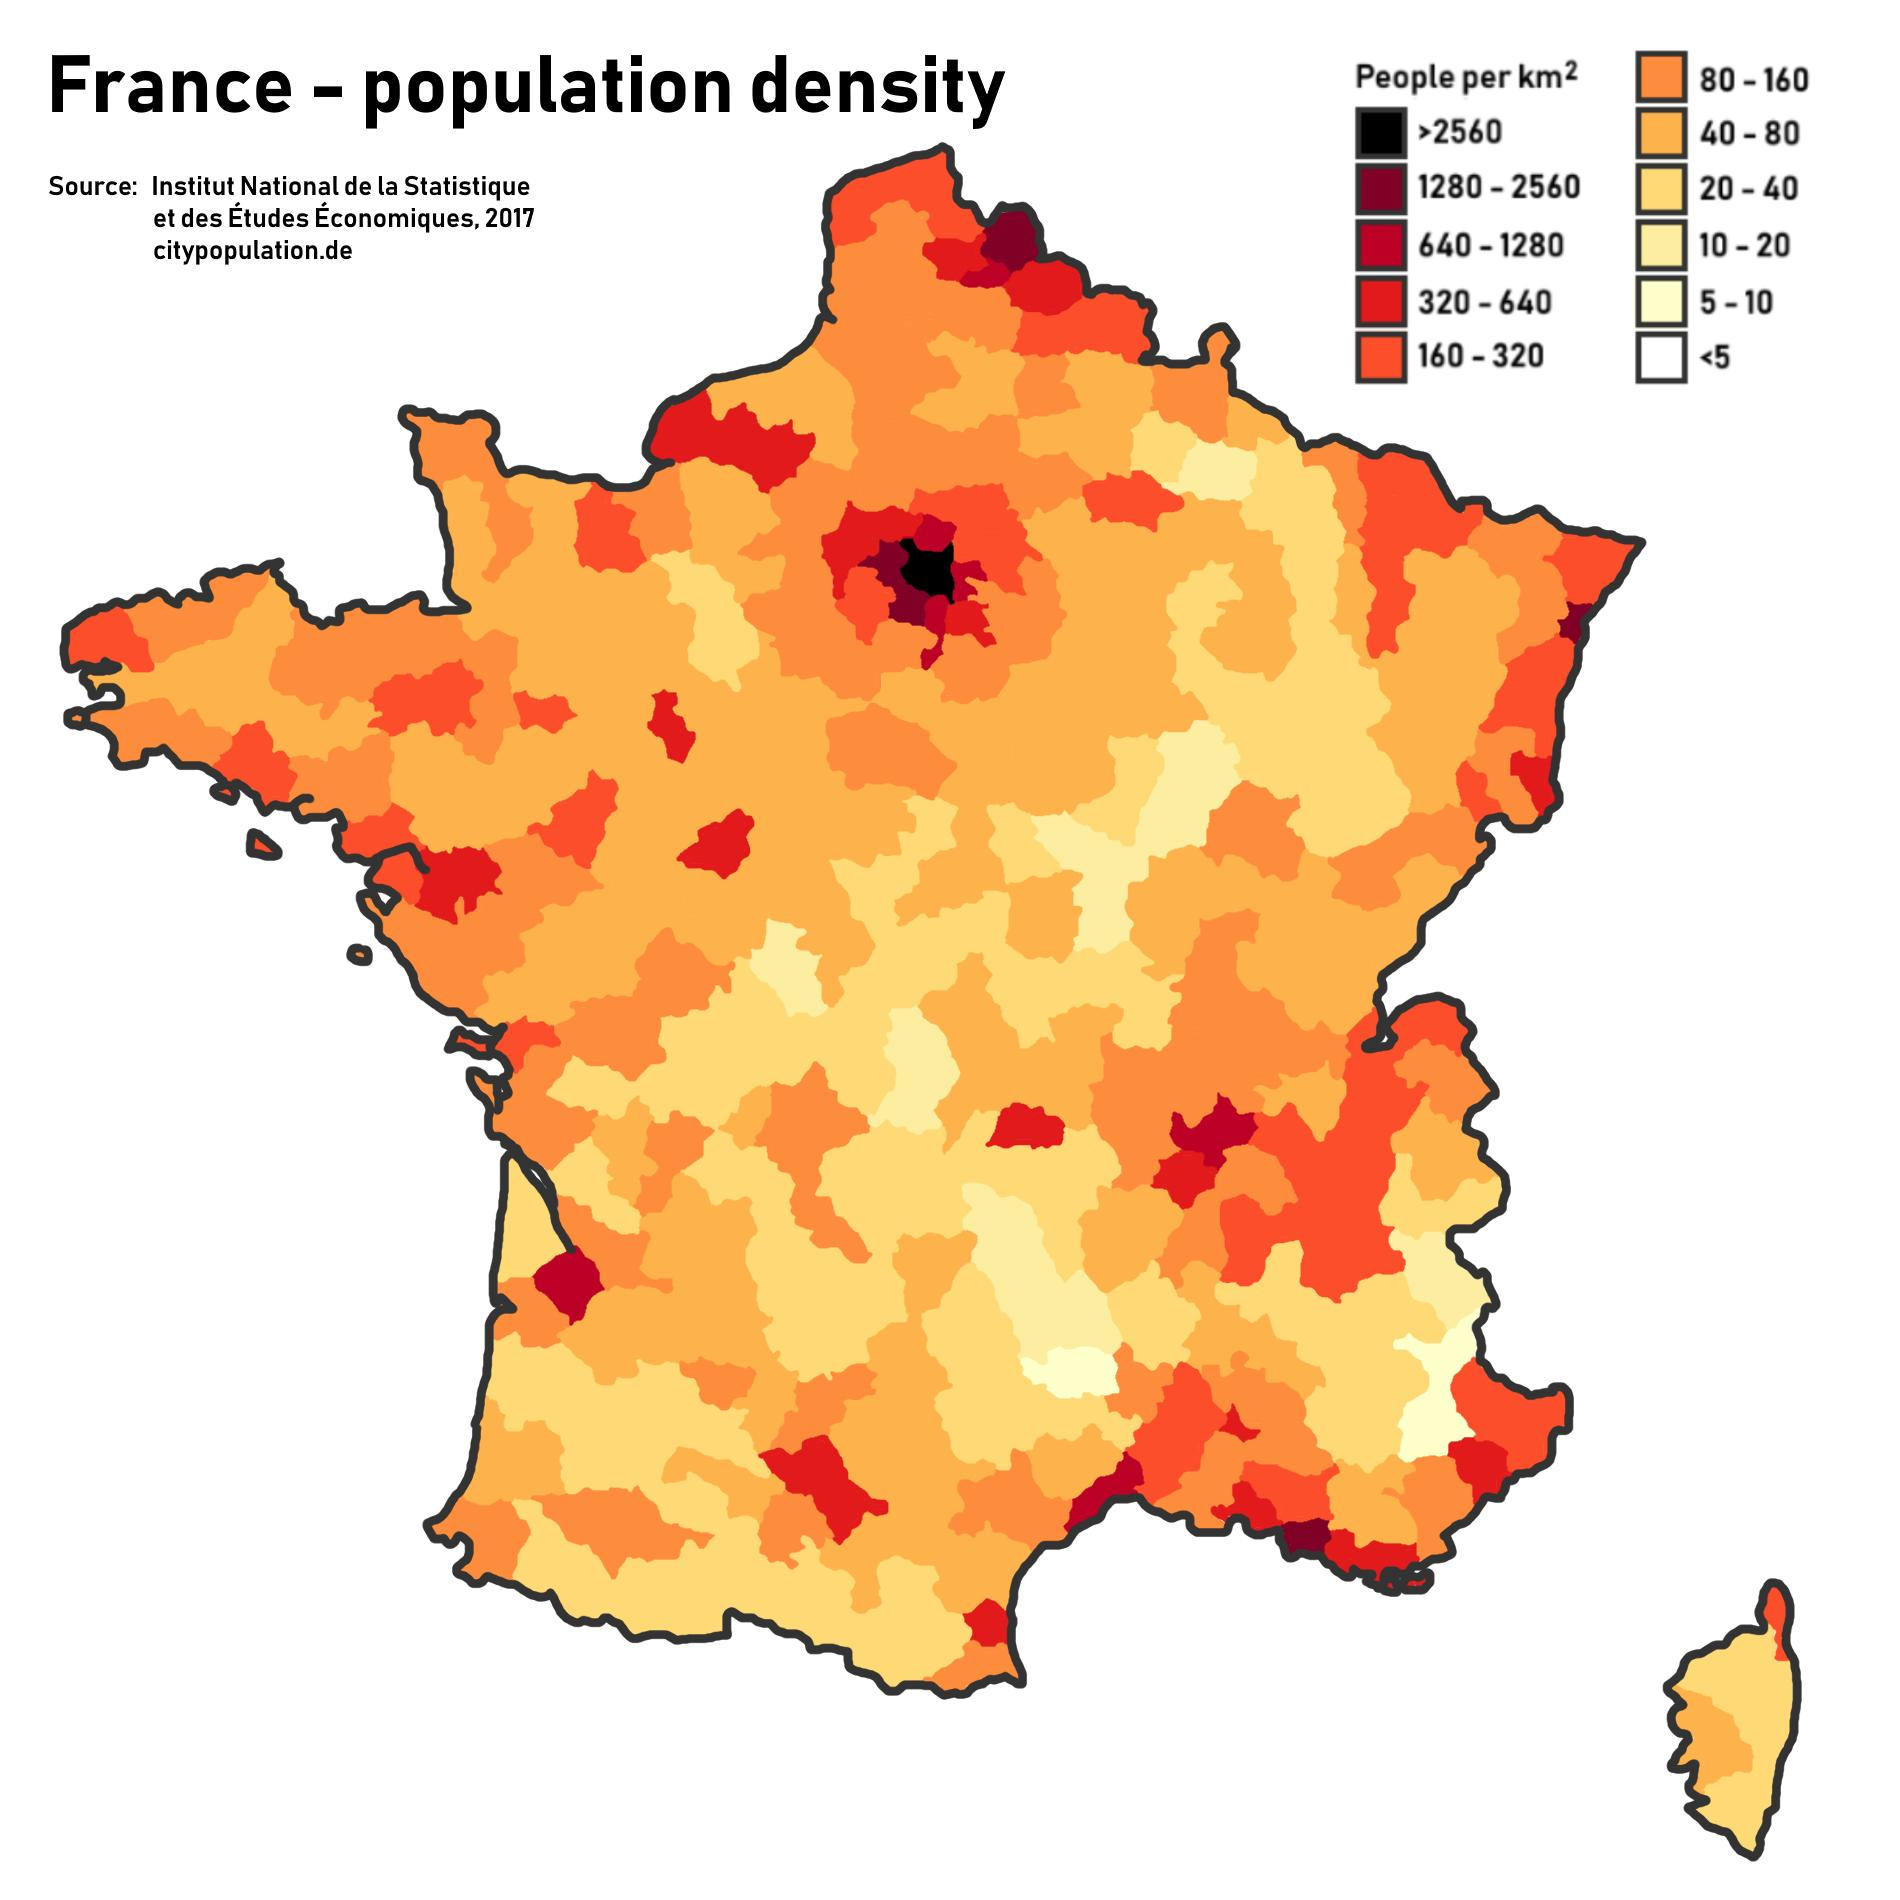 France - population density
Source: Institut National de la Statistique
et des Études Économiques, 2017
citypopulation.de
People per km²
>2560
1280 - 2560
640 - 1280
320 - 640
160 - 320
80 - 160
40 - 80
20 - 40
10 - 20
5 - 10
<5